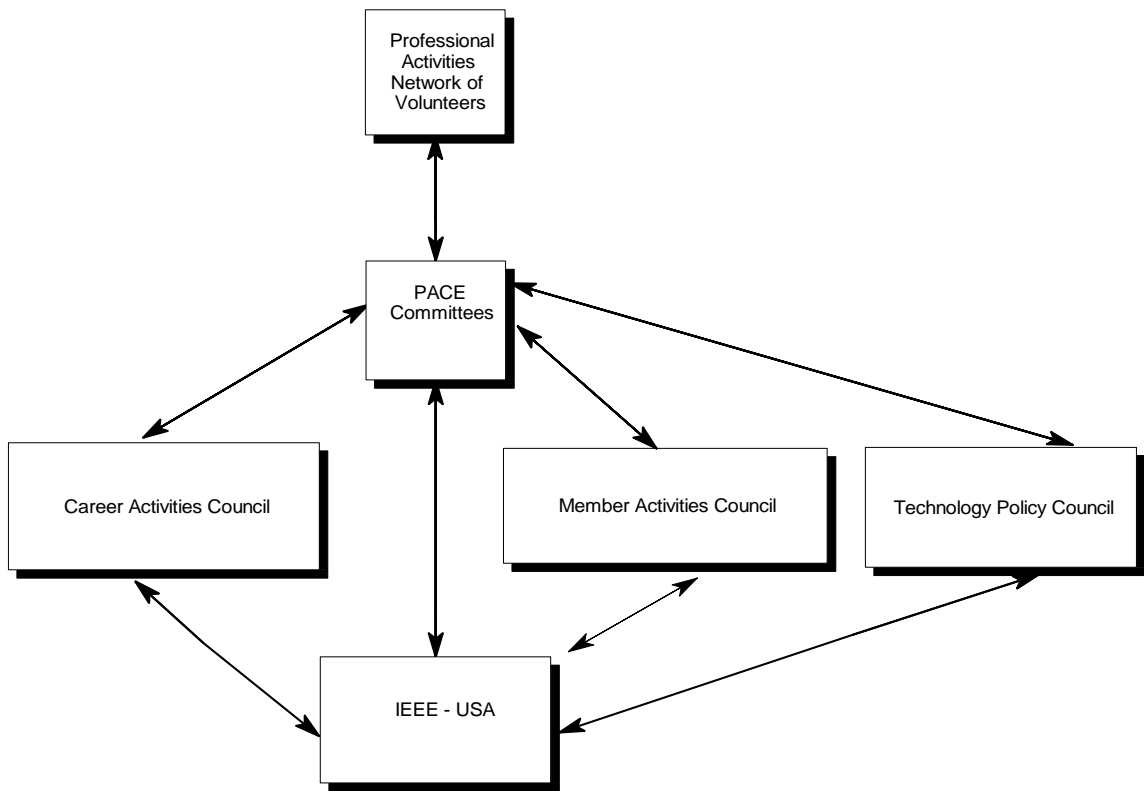 Professional
Activities
Network of
Volunteers
PACE
Committees
Career Activities Council
Member Activities Council
Technology Policy Council
IEEE - USA